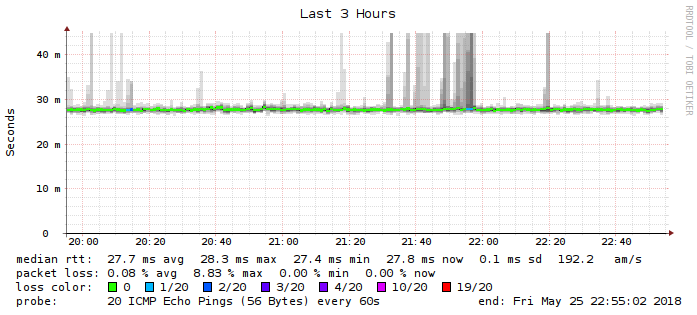 Last 3 Hours
RRDTOOL / TOBI OETIKER
Seconds
40 m
30 m
20 m
10 m
0
20:00 20:20 20:40 21:00 21:20 21:40 22:00 22:20 22:40
median rtt: 27.7 ms avg 28.3 ms max 27.4 ms min 27.8 ms now 0.1 ms sd 192.2 am/s
packet loss: 0.08 % avg 8.83 % max 0.00 % min 0.00 % now
loss color: 0 1/20 2/20 3/20 4/20 10/20 19/20
probe: 20 ICMP Echo Pings (56 Bytes) every 60s end: Fri May 25 22:55:02 2018